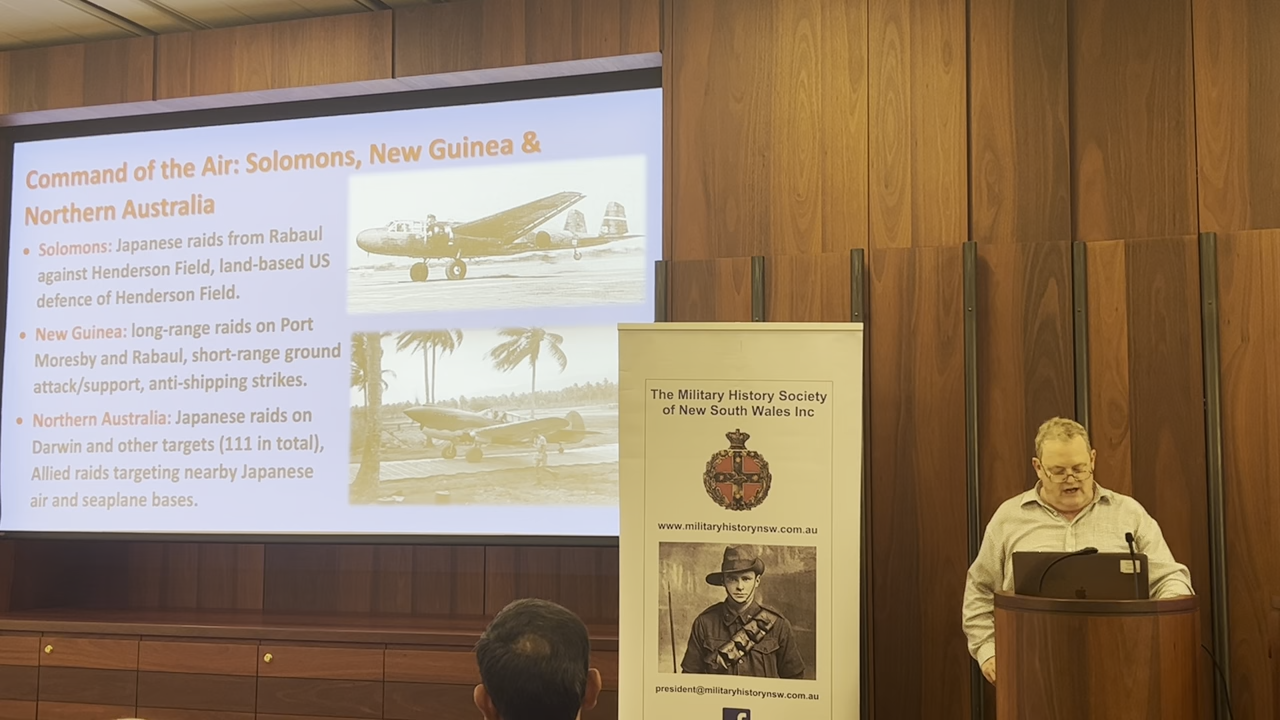 Command of the Air: Solomons, New Guinea &
Northern Australia
• Solomons: Japanese raids from Rabaul
against Henderson Field, land-based US
defence of Henderson Field.
• New Guinea: long-range raids on Port
Moresby and Rabaul, short-range ground
attack/support, anti-shipping strikes.
• Northern Australia: Japanese raids on
Darwin and other targets (111 in total),
Allied raids targeting nearby Japanese
air and seaplane bases.
The Military History Society
of New South Wales Inc
www.militaryhistorynsw.com.au
president@militaryhistorynsw.com.au